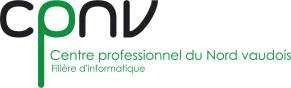 cpnv
Centre professionnel du Nord vaudois
Filière d'informatique